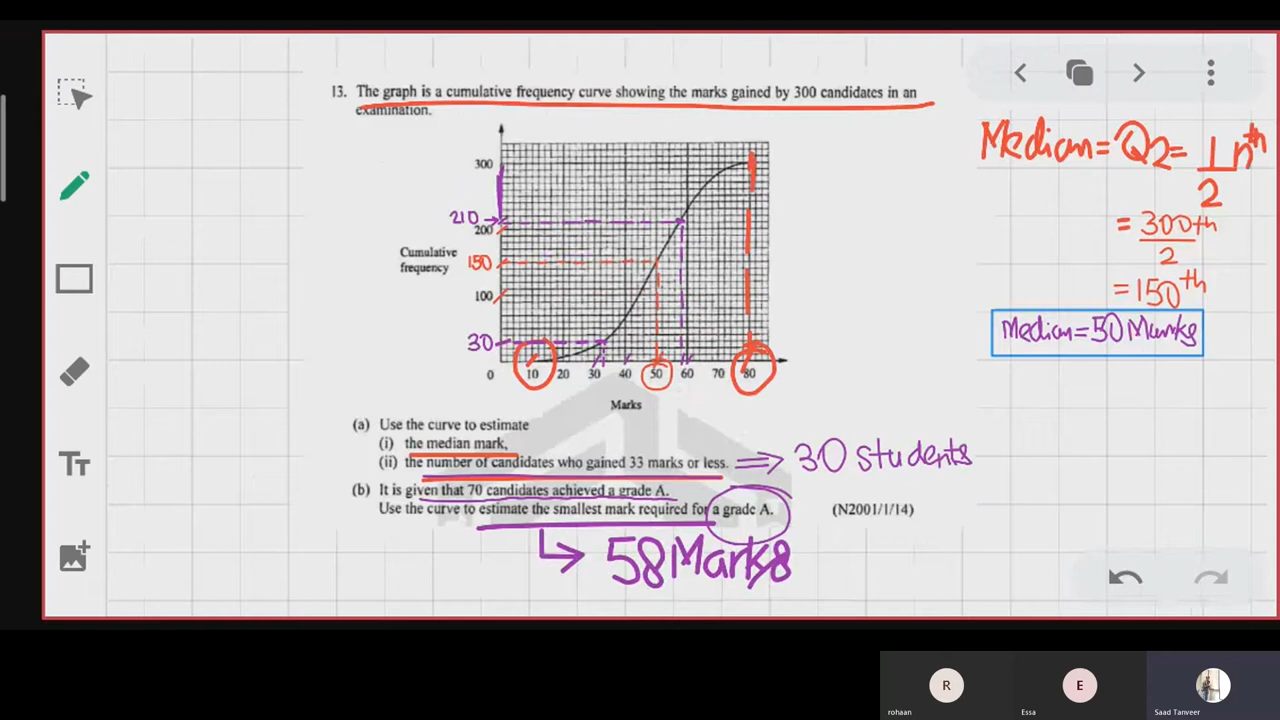 13. The graph is a cumulative frequency curve showing the marks gained by 300 candidates in an
examination.
Median = Q2 = 1 nth
2
= 300th
2
= 150th
Median = 50 Marks
300
210
200
Cumulative
frequency
150
100
30
0 10 20 30 40 50 60 70 80
Marks
(a) Use the curve to estimate
(i) the median mark,
(ii) the number of candidates who gained 33 marks or less. ⇒ 30 students
(b) It is given that 70 candidates achieved a grade A.
Use the curve to estimate the smallest mark required for a grade A. (N2001/1/14)
58 Marks
R E
rohaan Essa Saad Tanveer
TT